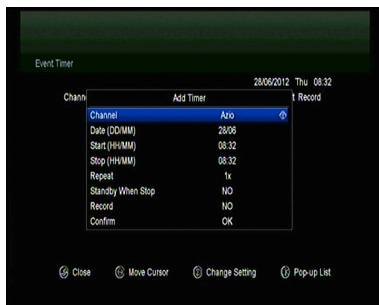 Event Timer
28/06/2012 Thu 08:32
Chann
t Record
Add Timer
Channel Azio
Date (DD/MM) 28/06
Start (HH/MM) 08:32
Stop (HH/MM) 08:32
Repeat 1x
Standby When Stop NO
Record NO
Confirm OK
Close Move Cursor Change Setting Pop-up List